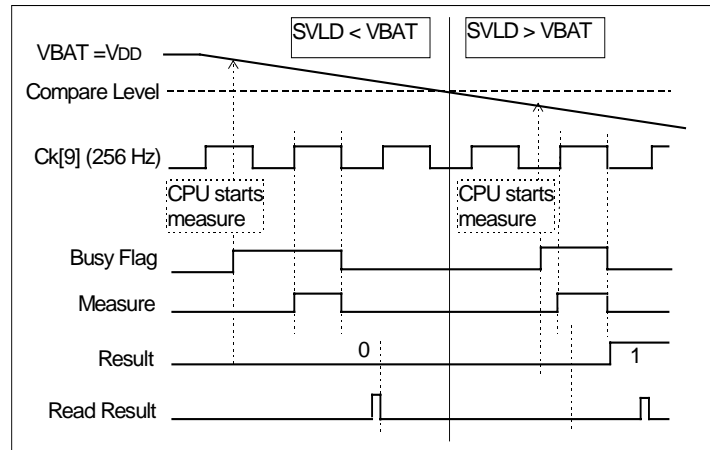 SVLD < VBAT
SVLD > VBAT
VBAT =VDD
Compare Level
Ck[9] (256 Hz)
CPU starts
measure
CPU starts
measure
Busy Flag
Measure
Result
0
1
Read Result